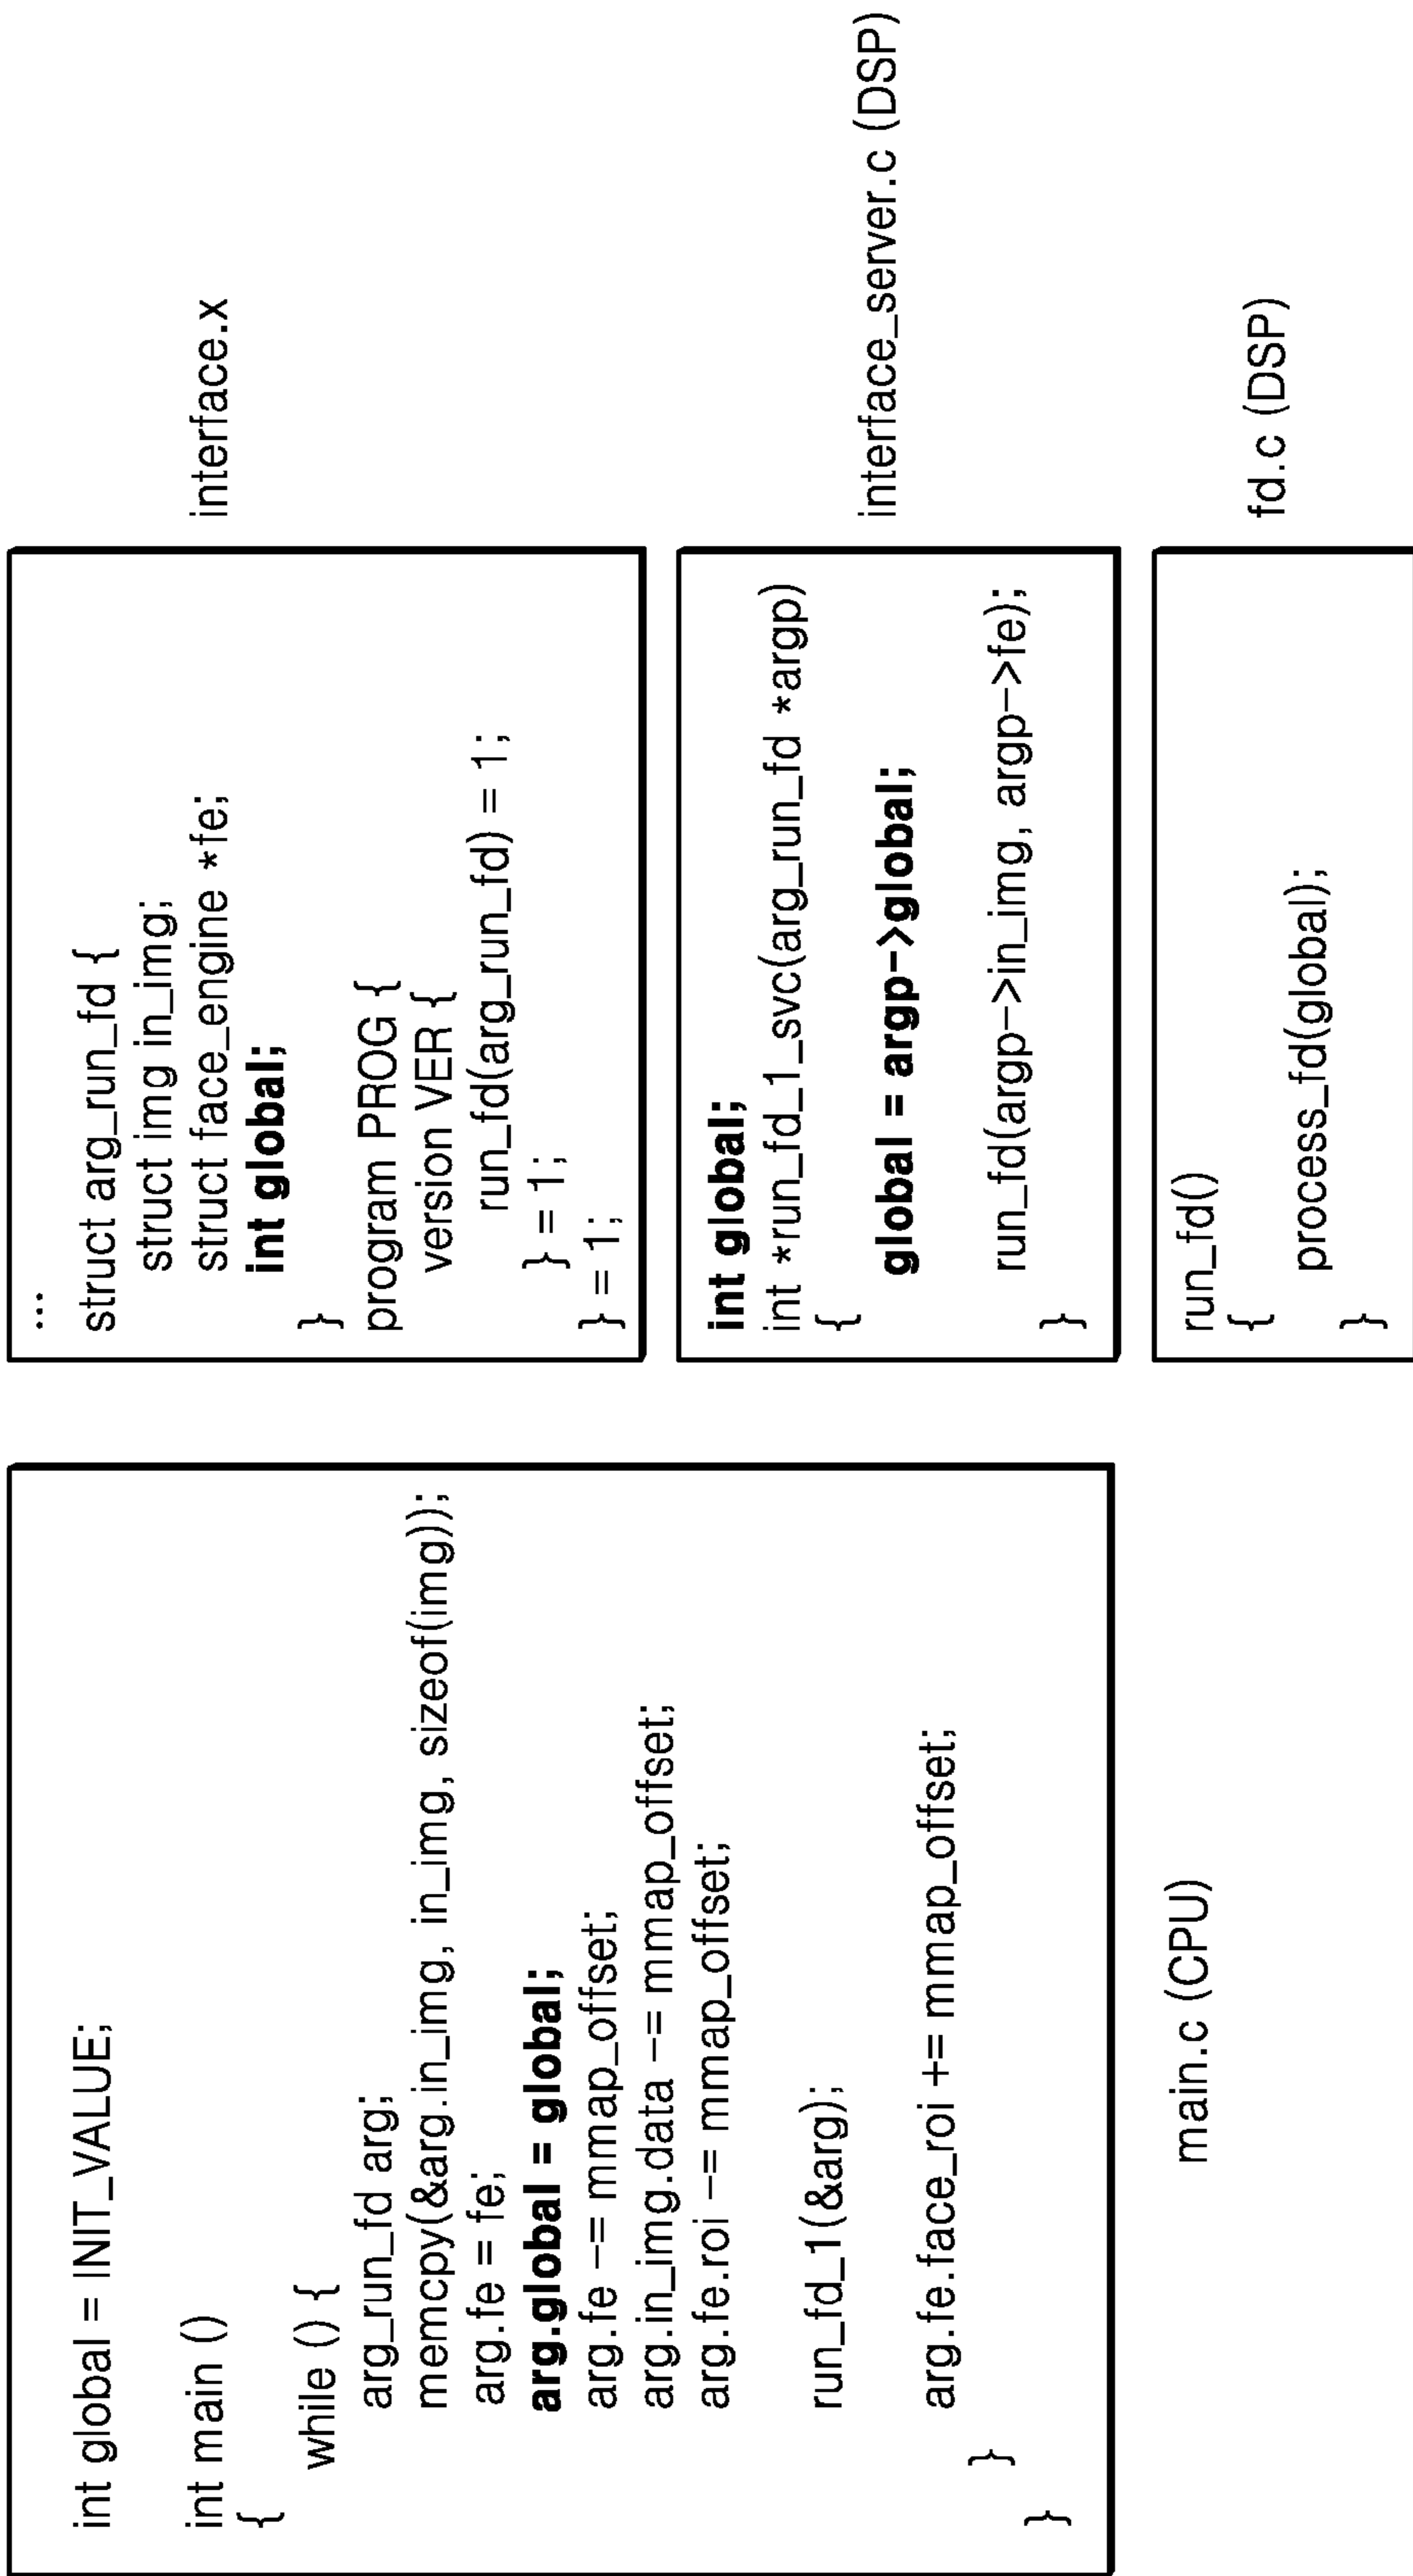 int global = INIT_VALUE;
int main ()
{
while () {
arg_run_fd arg;
memcpy(&arg.in_img, in_img, sizeof(img));
arg.fe = fe;
arg.global = global;
arg.fe -= mmap_offset;
arg.in_img.data -= mmap_offset;
arg.fe.roi -= mmap_offset;
run_fd_1(&arg);
arg.fe.face_roi += mmap_offset;
}
}
main.c (CPU)
...
struct arg_run_fd {
struct img in_img;
struct face_engine *fe;
int global;
}
program PROG {
version VER {
run_fd(arg_run_fd) = 1;
} = 1;
} = 1;
interface.x
int global;
int *run_fd_1_svc(arg_run_fd *argp)
{
global = argp->global;
run_fd(argp->in_img, argp->fe);
}
interface_server.c (DSP)
run_fd()
{
process_fd(global);
}
fd.c (DSP)